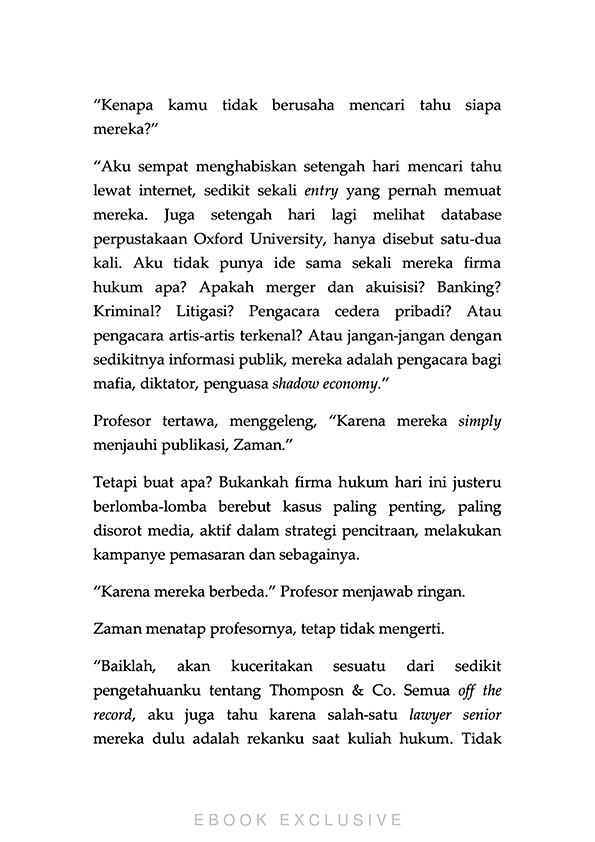 “Kenapa kamu tidak berusaha mencari tahu siapa
mereka?”
“Aku sempat menghabiskan setengah hari mencari tahu
lewat internet, sedikit sekali entry yang pernah memuat
mereka. Juga setengah hari lagi melihat database
perpustakaan Oxford University, hanya disebut satu-dua
kali. Aku tidak punya ide sama sekali mereka firma
hukum apa? Apakah merger dan akuisisi? Banking?
Kriminal? Litigasi? Pengacara cedera pribadi? Atau
pengacara artis-artis terkenal? Atau jangan-jangan dengan
sedikitnya informasi publik, mereka adalah pengacara bagi
mafia, diktator, penguasa shadow economy.”
Profesor tertawa, menggeleng, “Karena mereka simply
menjauhi publikasi, Zaman.”
Tetapi buat apa? Bukankah firma hukum hari ini justeru
berlomba-lomba berebut kasus paling penting, paling
disorot media, aktif dalam strategi pencitraan, melakukan
kampanye pemasaran dan sebagainya.
“Karena mereka berbeda.” Profesor menjawab ringan.
Zaman menatap profesornya, tetap tidak mengerti.
“Baiklah, akan kuceritakan sesuatu dari sedikit
pengetahuanku tentang Thomposn & Co. Semua off the
record, aku juga tahu karena salah-satu lawyer senior
mereka dulu adalah rekanku saat kuliah hukum. Tidak
EBOOK EXCLUSIVE